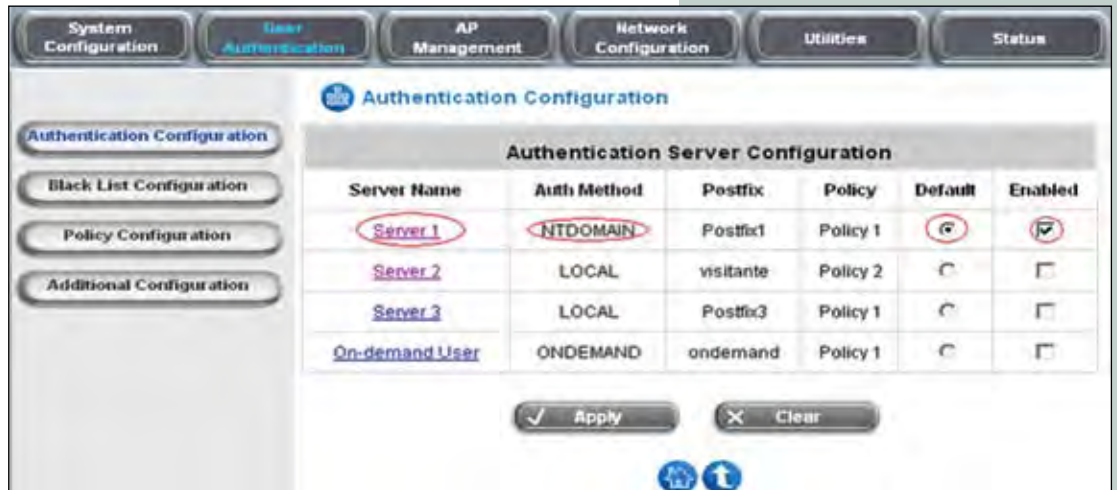 System Configuration
User Authentication
AP Management
Network Configuration
Utilities
Status
Authentication Configuration
Authentication Configuration
Black List Configuration
Policy Configuration
Additional Configuration
Authentication Server Configuration
Server Name Auth Method Postfix Policy Default Enabled
Server 1 NTDOMAIN Postfix1 Policy 1
Server 2 LOCAL visitante Policy 2
Server 3 LOCAL Postfix3 Policy 1
On-demand User ONDEMAND ondemand Policy 1
Apply
Clear